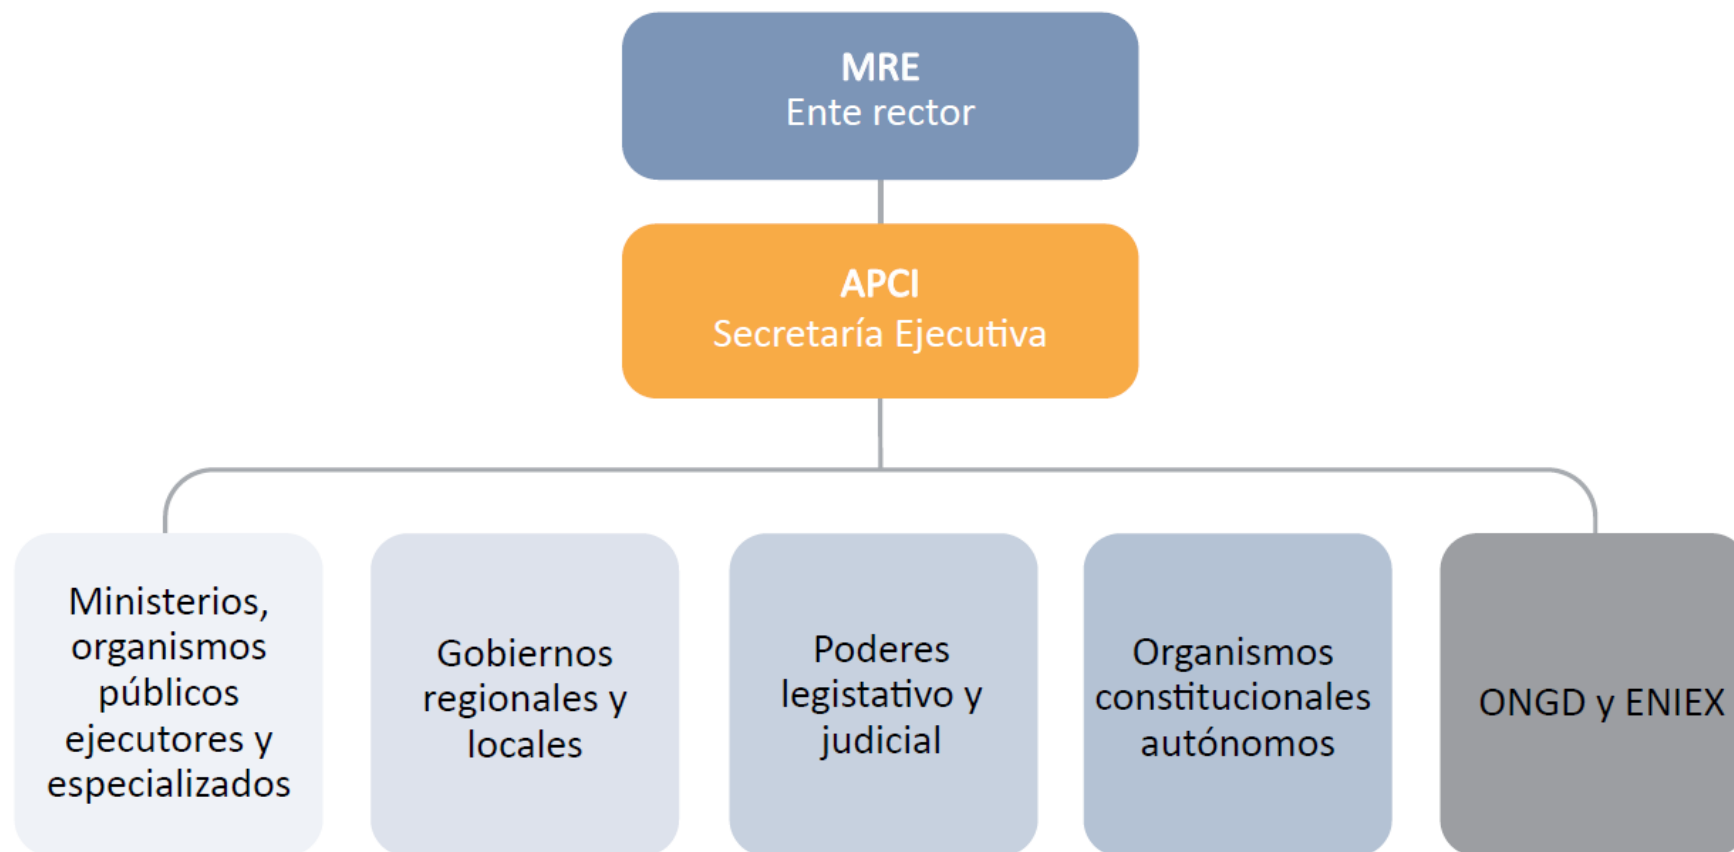 MRE
Ente rector
APCI
Secretaría Ejecutiva
Ministerios,
organismos
públicos
ejecutores y
especializados
Gobiernos
regionales y
locales
Poderes
legistativo y
judicial
Organismos
constitucionales
autónomos
ONGD y ENIEX